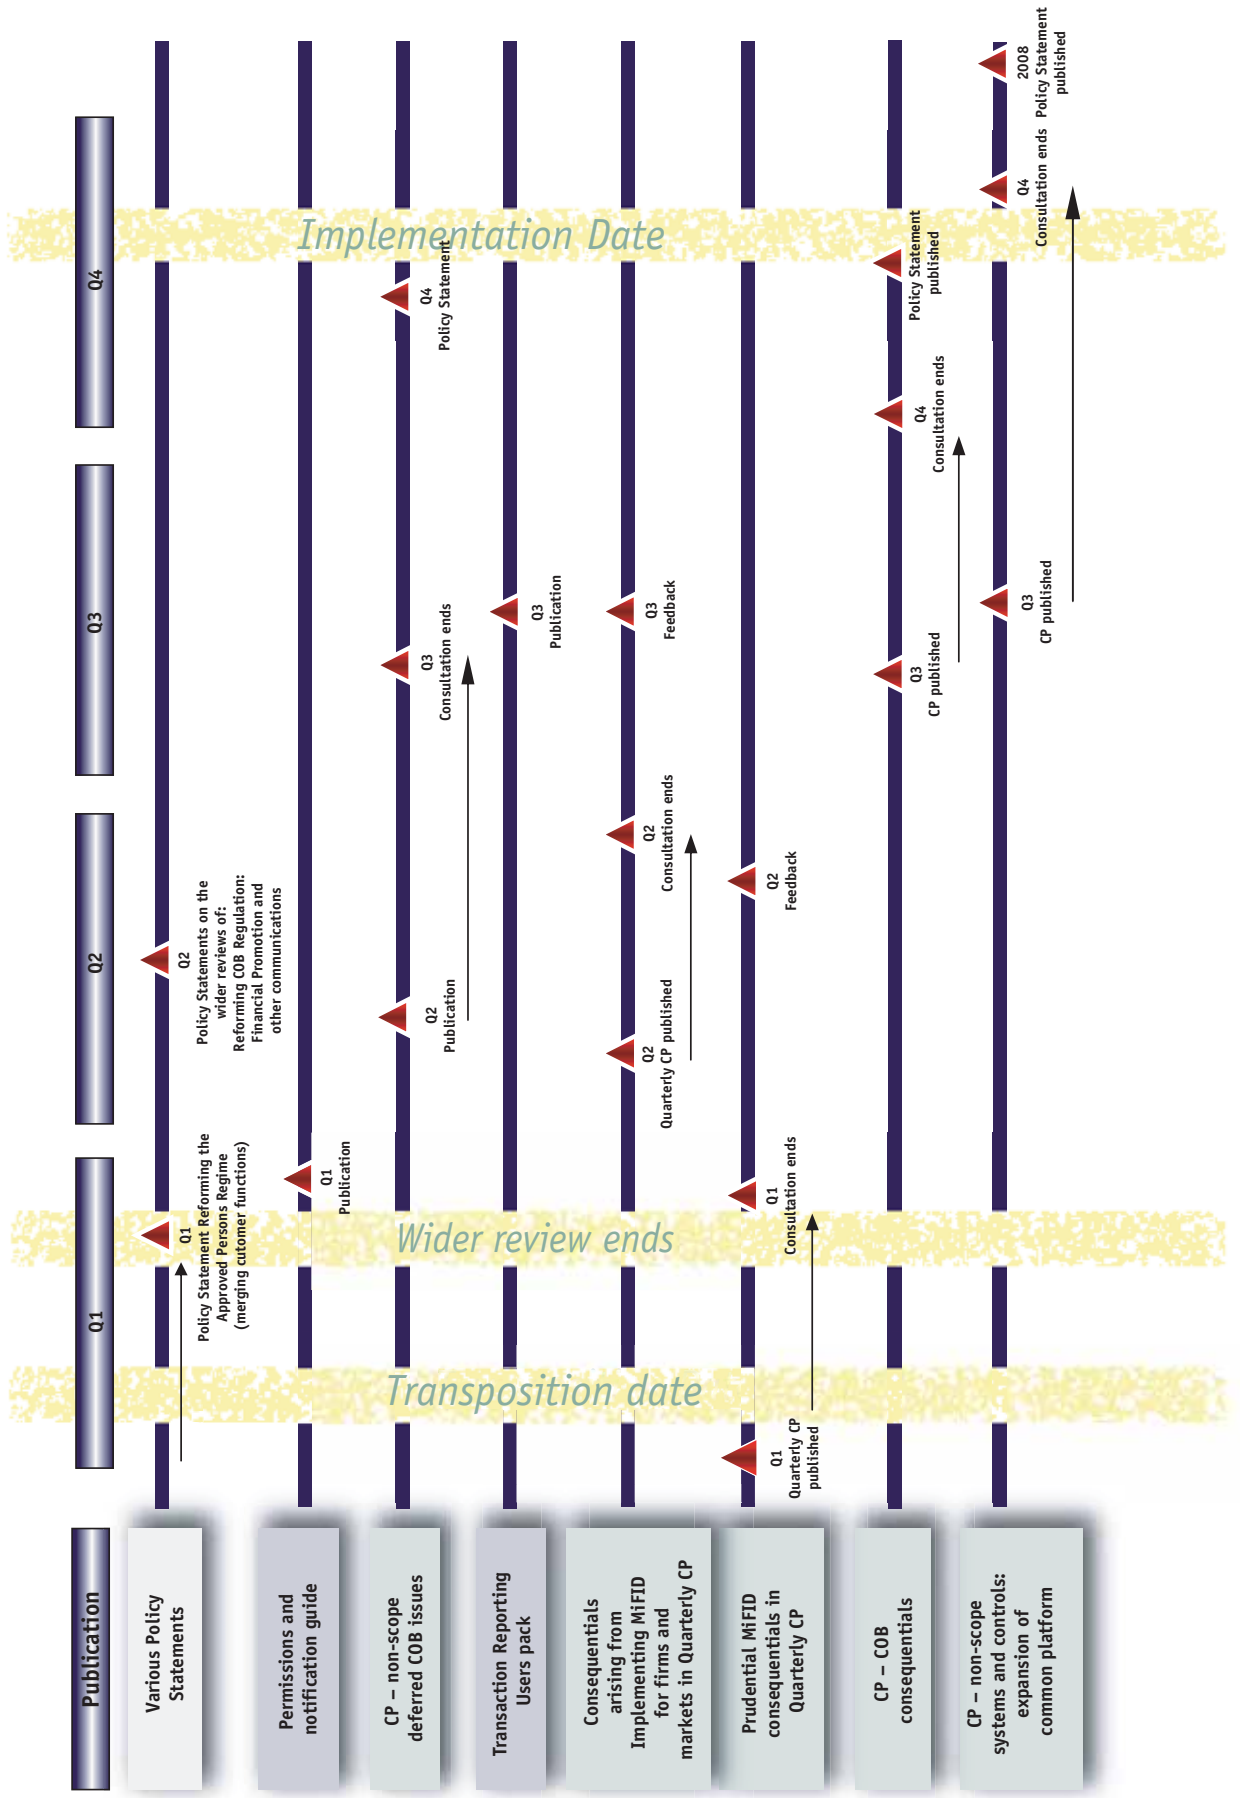 Publication
Q1
Q2
Q3
Q4
Transposition date
Wider review ends
Implementation Date
Various Policy
Statements
Q1
Policy Statement Reforming the
Approved Persons Regime
(merging cutomer functions)
Q2
Policy Statements on the
wider reviews of:
Reforming COB Regulation:
Financial Promotion and
other communications
Permissions and
notification guide
Q1
Publication
CP – non-scope
deferred COB issues
Q2
Publication
Q3
Consultation ends
Q4
Policy Statement
Transaction Reporting
Users pack
Q3
Publication
Consequentials
arising from
Implementing MiFID
for firms and
markets in Quarterly CP
Q2
Quarterly CP published
Q2
Consultation ends
Q3
Feedback
Prudential MiFID
consequentials in
Quarterly CP
Q1
Quarterly CP
published
Q1
Consultation ends
Q2
Feedback
CP – COB
consequentials
Q3
CP published
Q4
Consultation ends
Policy Statement
published
CP – non-scope
systems and controls:
expansion of
common platform
Q3
CP published
Q4
Consultation ends
2008
Policy Statement
published